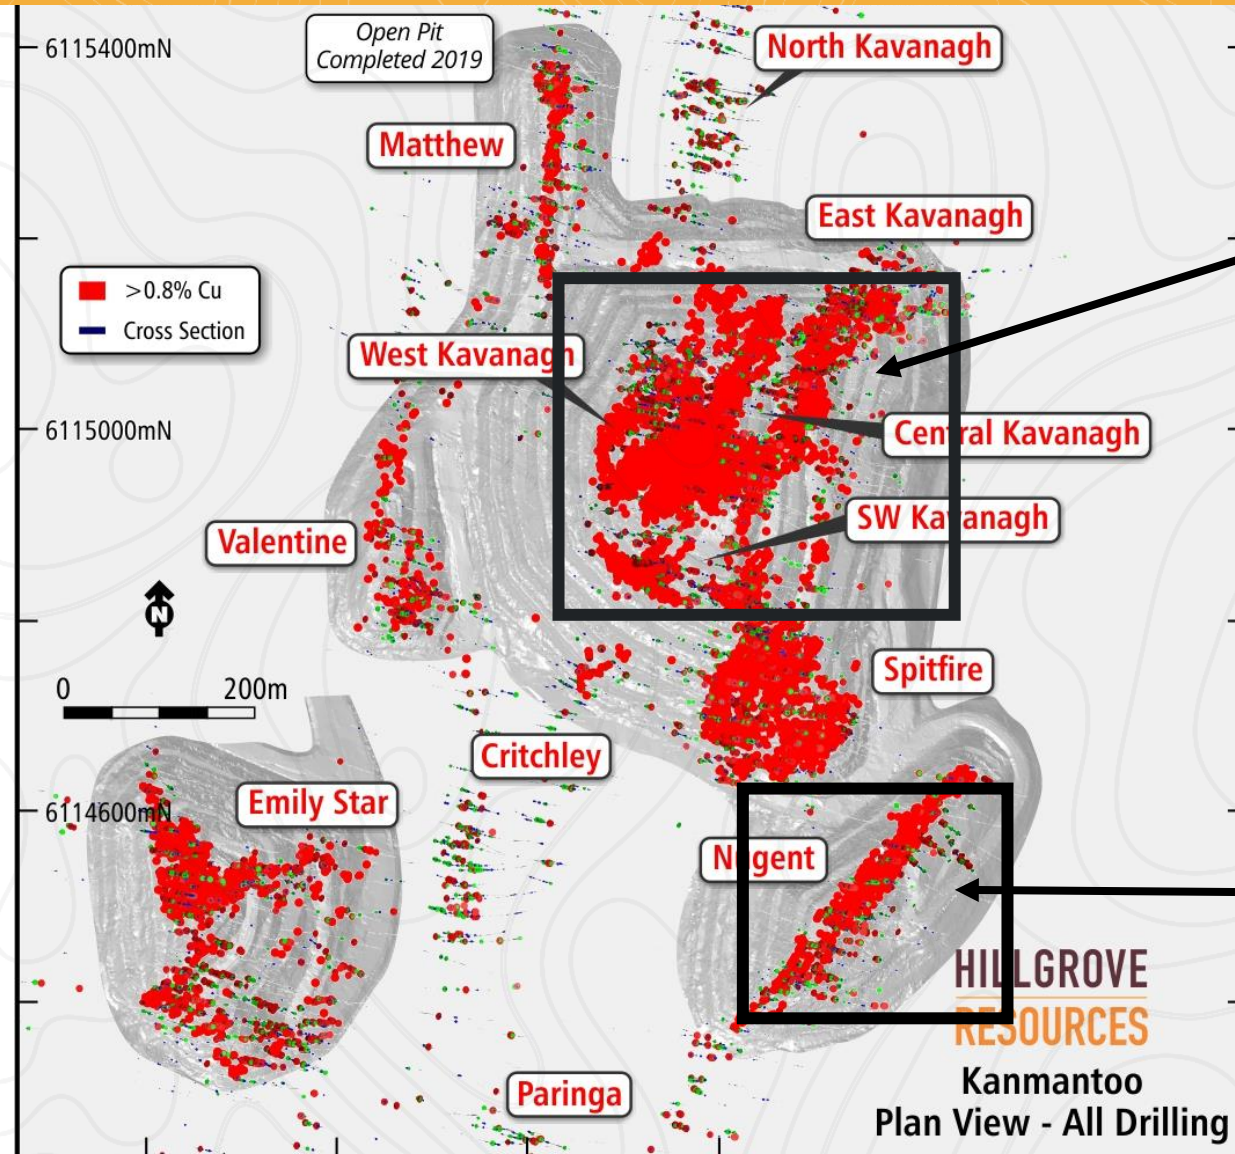 6115400mN
Open Pit
Completed 2019
North Kavanagh
Matthew
East Kavanagh
>0.8% Cu
Cross Section
West Kavanagh
6115000mN
Central Kavanagh
SW Kavanagh
Valentine
N
0 200m
Spitfire
Critchley
Emily Star
6114600mN
Nugent
HILLGROVE
RESOURCES
Kanmantoo
Plan View - All Drilling
Paringa